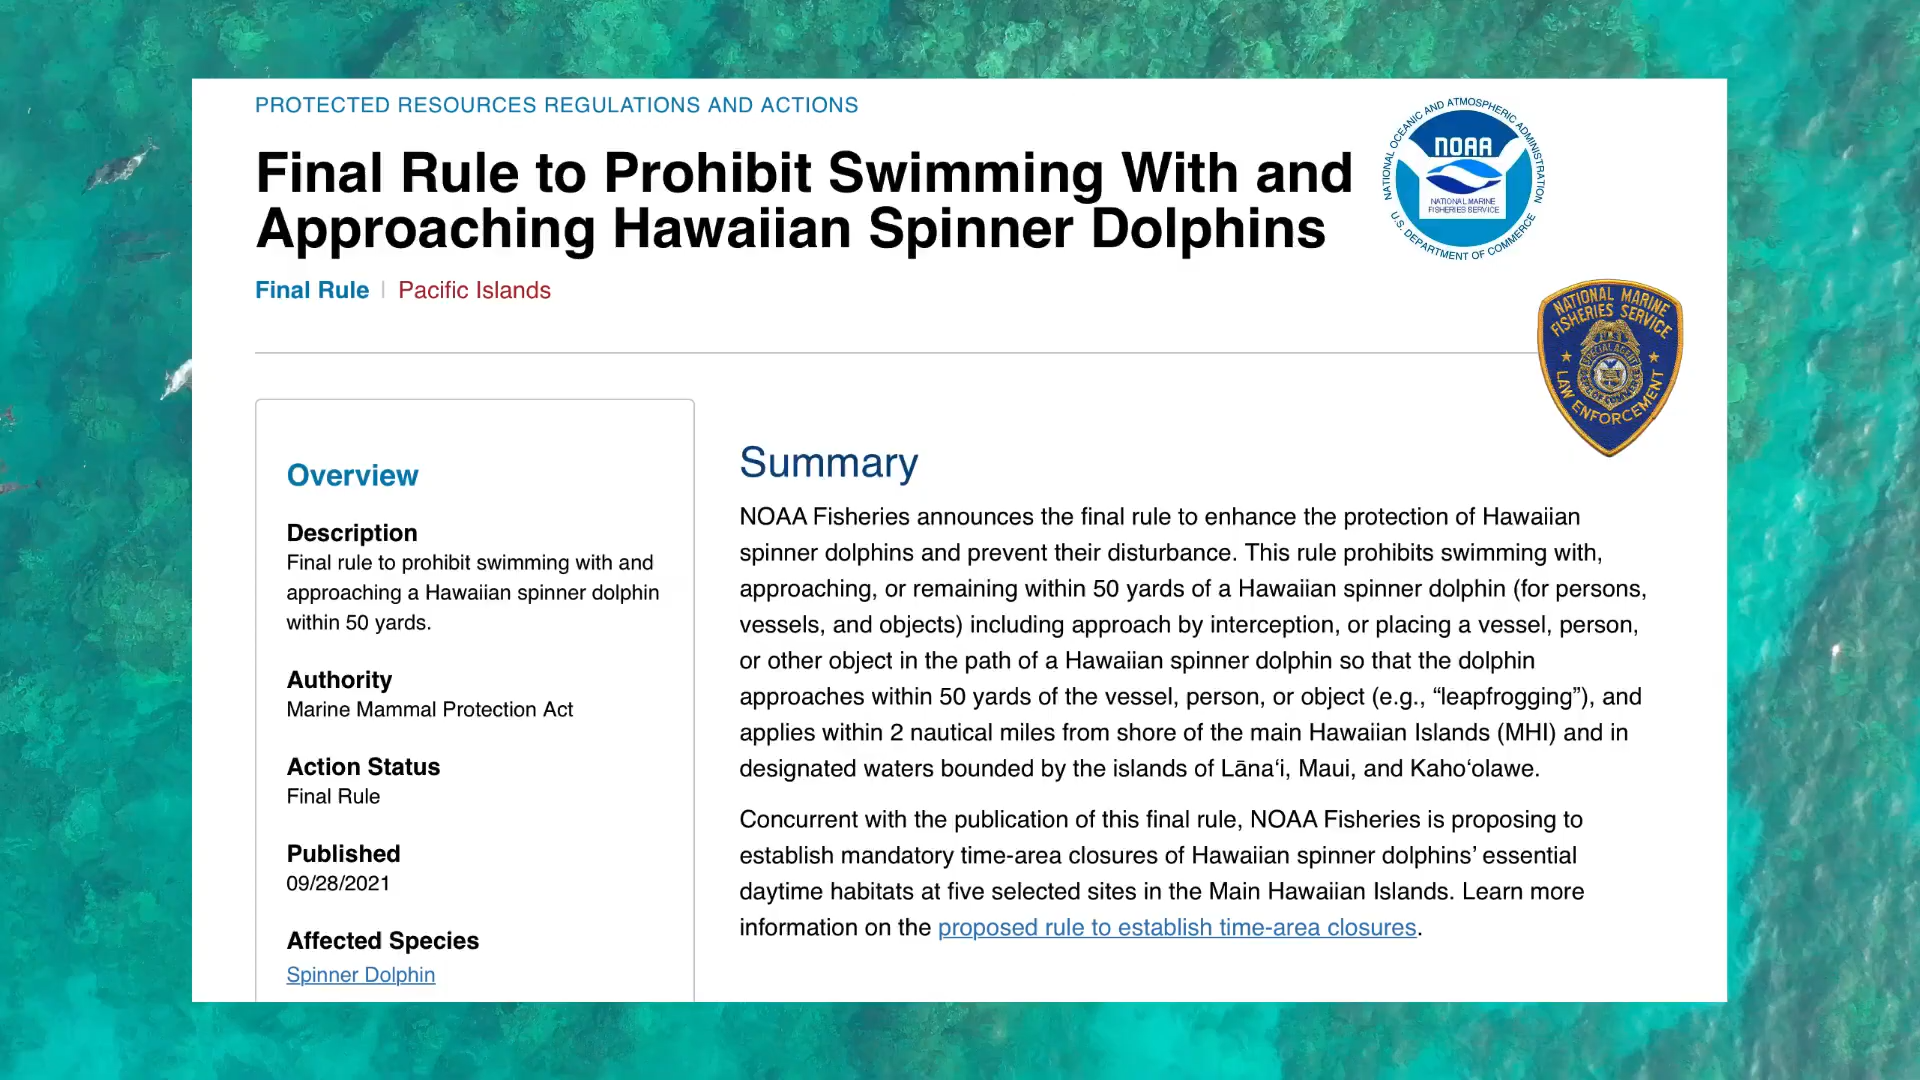 PROTECTED RESOURCES REGULATIONS AND ACTIONS
Final Rule to Prohibit Swimming With and
Approaching Hawaiian Spinner Dolphins
Final Rule | Pacific Islands
NATIONAL OCEANIC AND ATMOSPHERIC ADMINISTRATION
NOAA
NATIONAL MARINE
FISHERIES SERVICE
U.S. DEPARTMENT OF COMMERCE
NATIONAL MARINE
FISHERIES SERVICE
U.S.
SPECIAL AGENT
LAW ENFORCEMENT
Overview
Description
Final rule to prohibit swimming with and
approaching a Hawaiian spinner dolphin
within 50 yards.
Authority
Marine Mammal Protection Act
Action Status
Final Rule
Published
09/28/2021
Affected Species
Spinner Dolphin
Summary
NOAA Fisheries announces the final rule to enhance the protection of Hawaiian
spinner dolphins and prevent their disturbance. This rule prohibits swimming with,
approaching, or remaining within 50 yards of a Hawaiian spinner dolphin (for persons,
vessels, and objects) including approach by interception, or placing a vessel, person,
or other object in the path of a Hawaiian spinner dolphin so that the dolphin
approaches within 50 yards of the vessel, person, or object (e.g., “leapfrogging”), and
applies within 2 nautical miles from shore of the main Hawaiian Islands (MHI) and in
designated waters bounded by the islands of Lānaʻi, Maui, and Kahoʻolawe.
Concurrent with the publication of this final rule, NOAA Fisheries is proposing to
establish mandatory time-area closures of Hawaiian spinner dolphins’ essential
daytime habitats at five selected sites in the Main Hawaiian Islands. Learn more
information on the proposed rule to establish time-area closures.